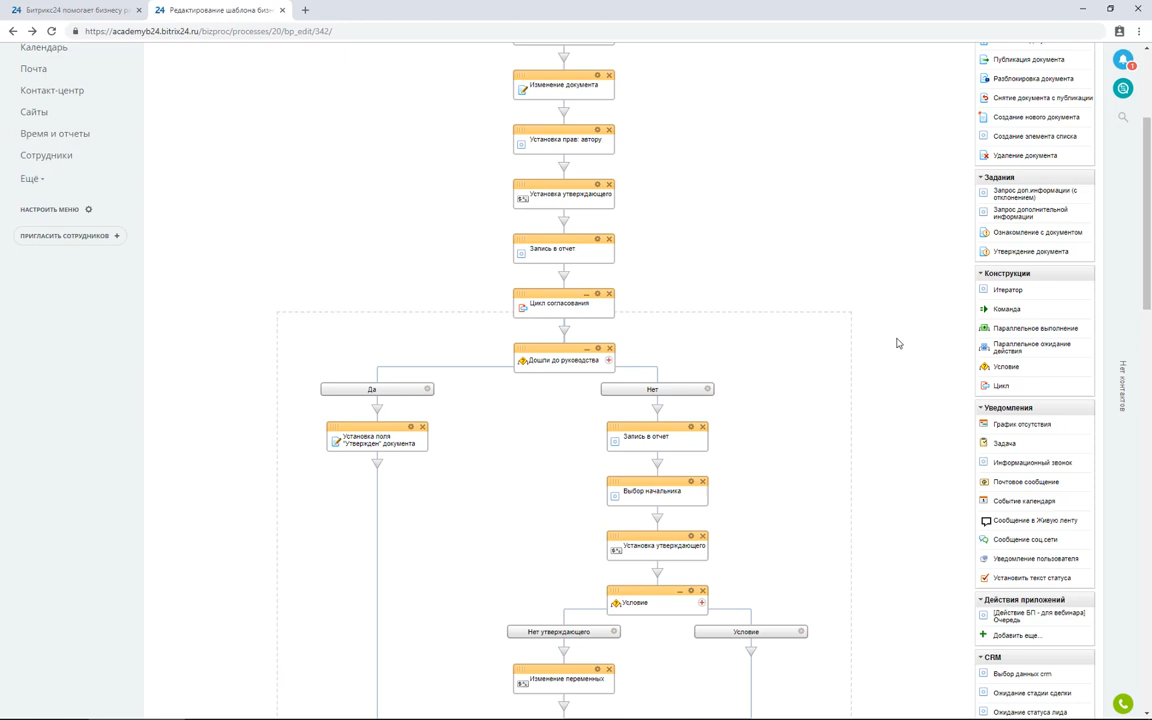 24 Битрикс24 помогает бизнесу р
24 Редактирование шаблона бизн
https://academyb24.bitrix24.ru/bizproc/processes/20/bp_edit/342/
Календарь
Почта
Контакт-центр
Сайты
Время и отчеты
Сотрудники
Ещё
НАСТРОИТЬ МЕНЮ
ПРИГЛАСИТЬ СОТРУДНИКОВ +
Изменение документа
Установка прав: автору
Установка утверждающего
Запись в отчет
Цикл согласования
Дошли до руководства
Да
Нет
Установка поля
"Утвержден" документа
Запись в отчет
Выбор начальника
Установка утверждающего
Условие
Нет утверждающего
Условие
Изменение переменных
Публикация документа
Разблокировка документа
Снятие документа с публикации
Создание нового документа
Создание элемента списка
Удаление документа
Задания
Запрос доп.информации (с
отклонением)
Запрос дополнительной
информации
Ознакомление с документом
Утверждение документа
Конструкции
Итератор
Команда
Параллельное выполнение
Параллельное ожидание
действия
Условие
Цикл
Уведомления
График отсутствия
Задача
Информационный звонок
Почтовое сообщение
Событие календаря
Сообщение в Живую ленту
Сообщение соц.сети
Уведомление пользователя
Установить текст статуса
Действия приложений
[Действие БП - для вебинара]
Очередь
Добавить еще...
CRM
Выбор данных crm
Ожидание стадии сделки
Ожидание статуса лида
1
Нет контактов